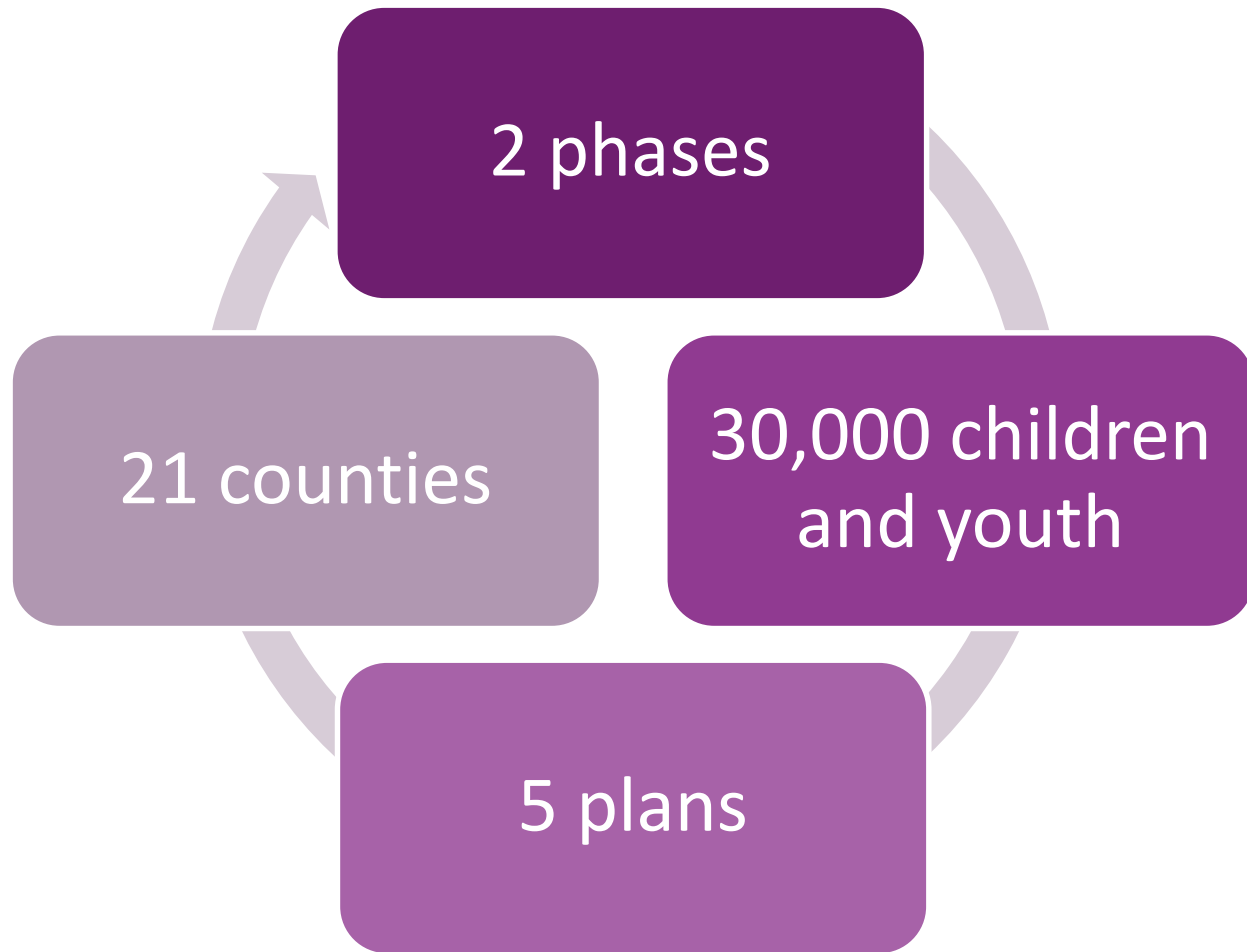 2 phases
30,000 children
and youth
5 plans
21 counties